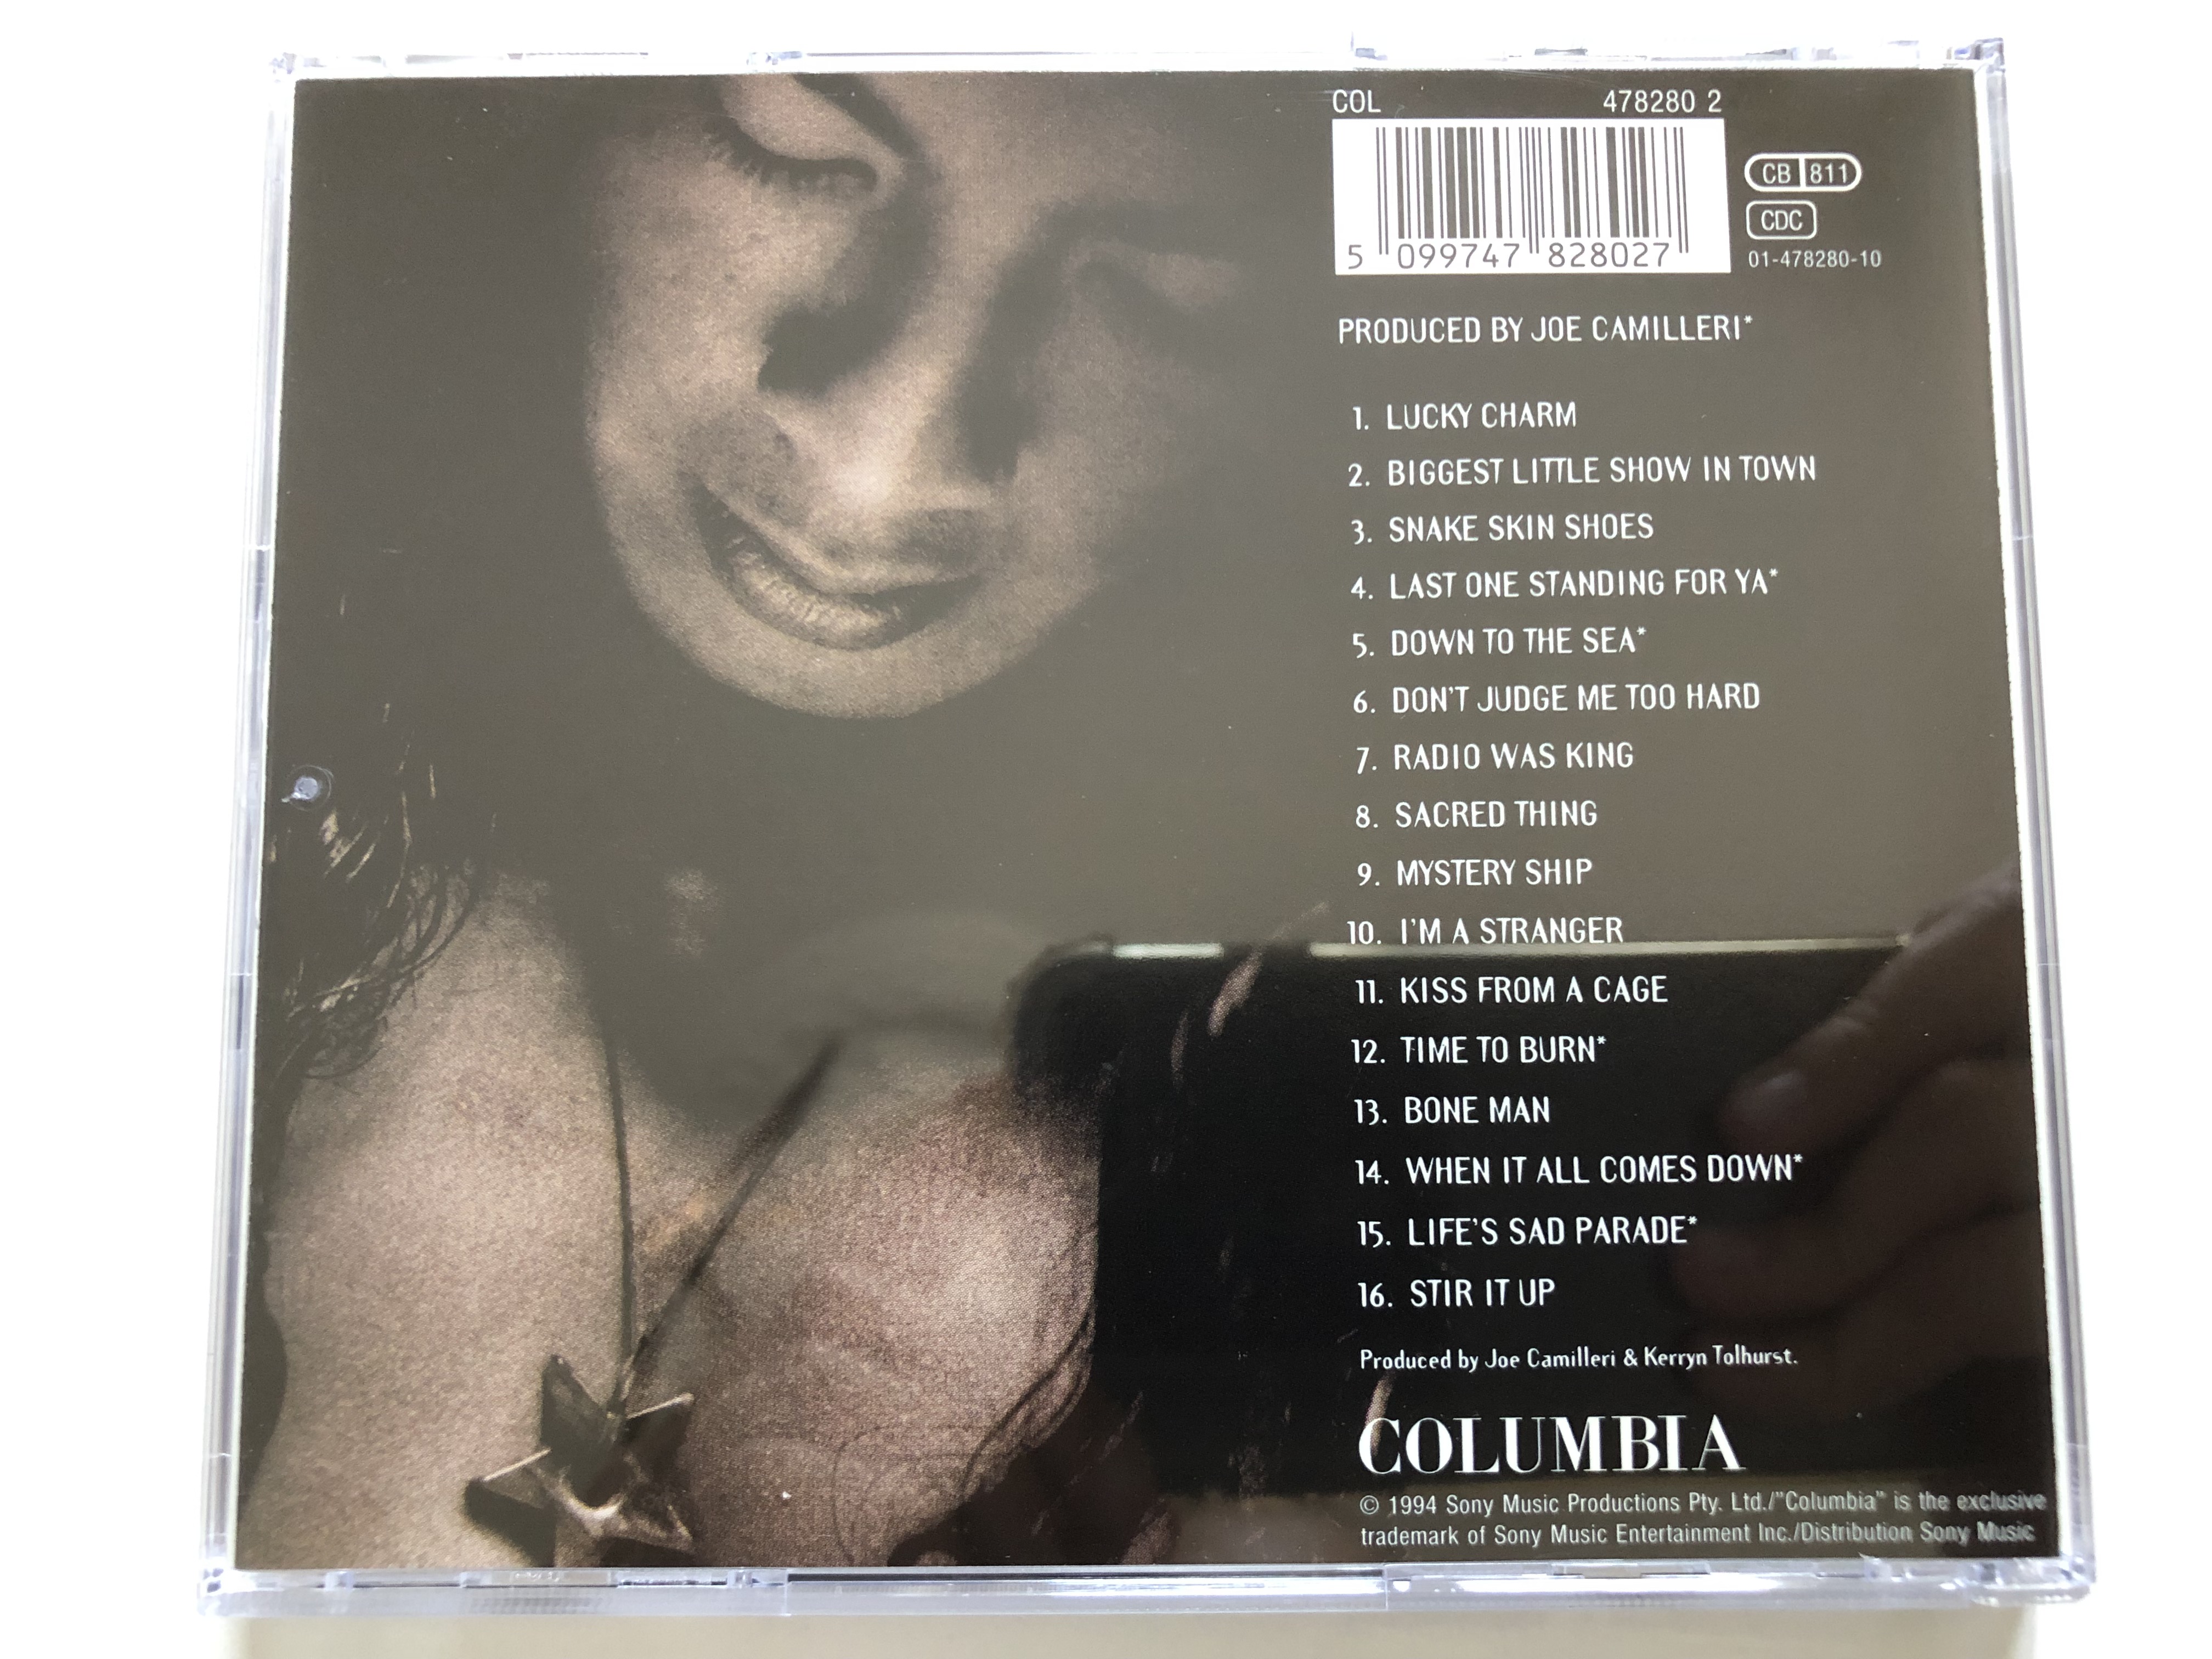 COL 478280 2
5 099747 828027
CB 811
CDC
01-478280-10
PRODUCED BY JOE CAMILLERI*
1. LUCKY CHARM
2. BIGGEST LITTLE SHOW IN TOWN
3. SNAKE SKIN SHOES
4. LAST ONE STANDING FOR YA*
5. DOWN TO THE SEA*
6. DON'T JUDGE ME TOO HARD
7. RADIO WAS KING
8. SACRED THING
9. MYSTERY SHIP
10. I'M A STRANGER
11. KISS FROM A CAGE
12. TIME TO BURN*
13. BONE MAN
14. WHEN IT ALL COMES DOWN*
15. LIFE'S SAD PARADE*
16. STIR IT UP
Produced by Joe Camilleri & Kerryn Tolhurst.
COLUMBIA
© 1994 Sony Music Productions Pty. Ltd./"Columbia" is the exclusive
trademark of Sony Music Entertainment Inc./Distribution Sony Music